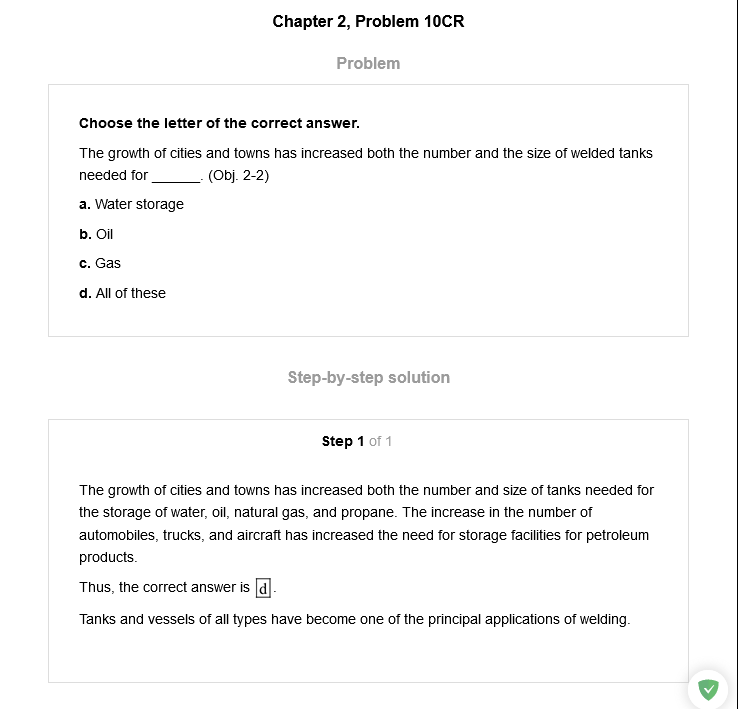 Chapter 2, Problem 10CR
Problem
Choose the letter of the correct answer.
The growth of cities and towns has increased both the number and the size of welded tanks
needed for ______. (Obj. 2-2)
a. Water storage
b. Oil
c. Gas
d. All of these
Step-by-step solution
Step 1 of 1
The growth of cities and towns has increased both the number and size of tanks needed for
the storage of water, oil, natural gas, and propane. The increase in the number of
automobiles, trucks, and aircraft has increased the need for storage facilities for petroleum
products.
Thus, the correct answer is d.
Tanks and vessels of all types have become one of the principal applications of welding.